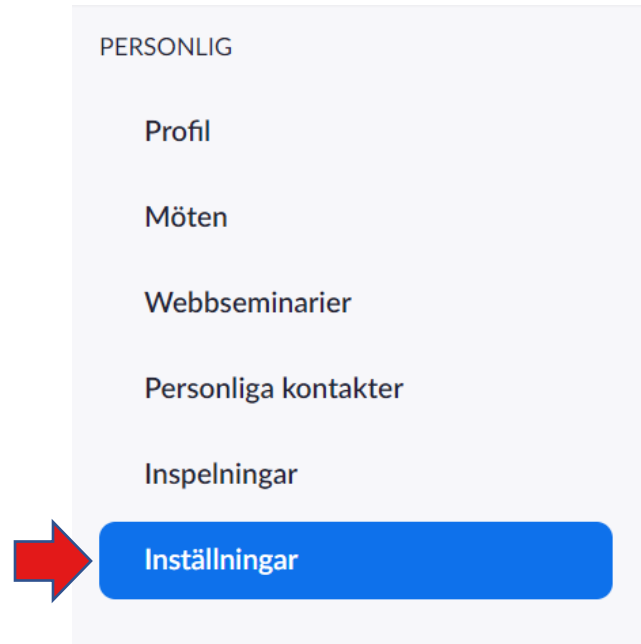 PERSONLIG
Profil
Möten
Webbseminarier
Personliga kontakter
Inspelningar
Inställningar